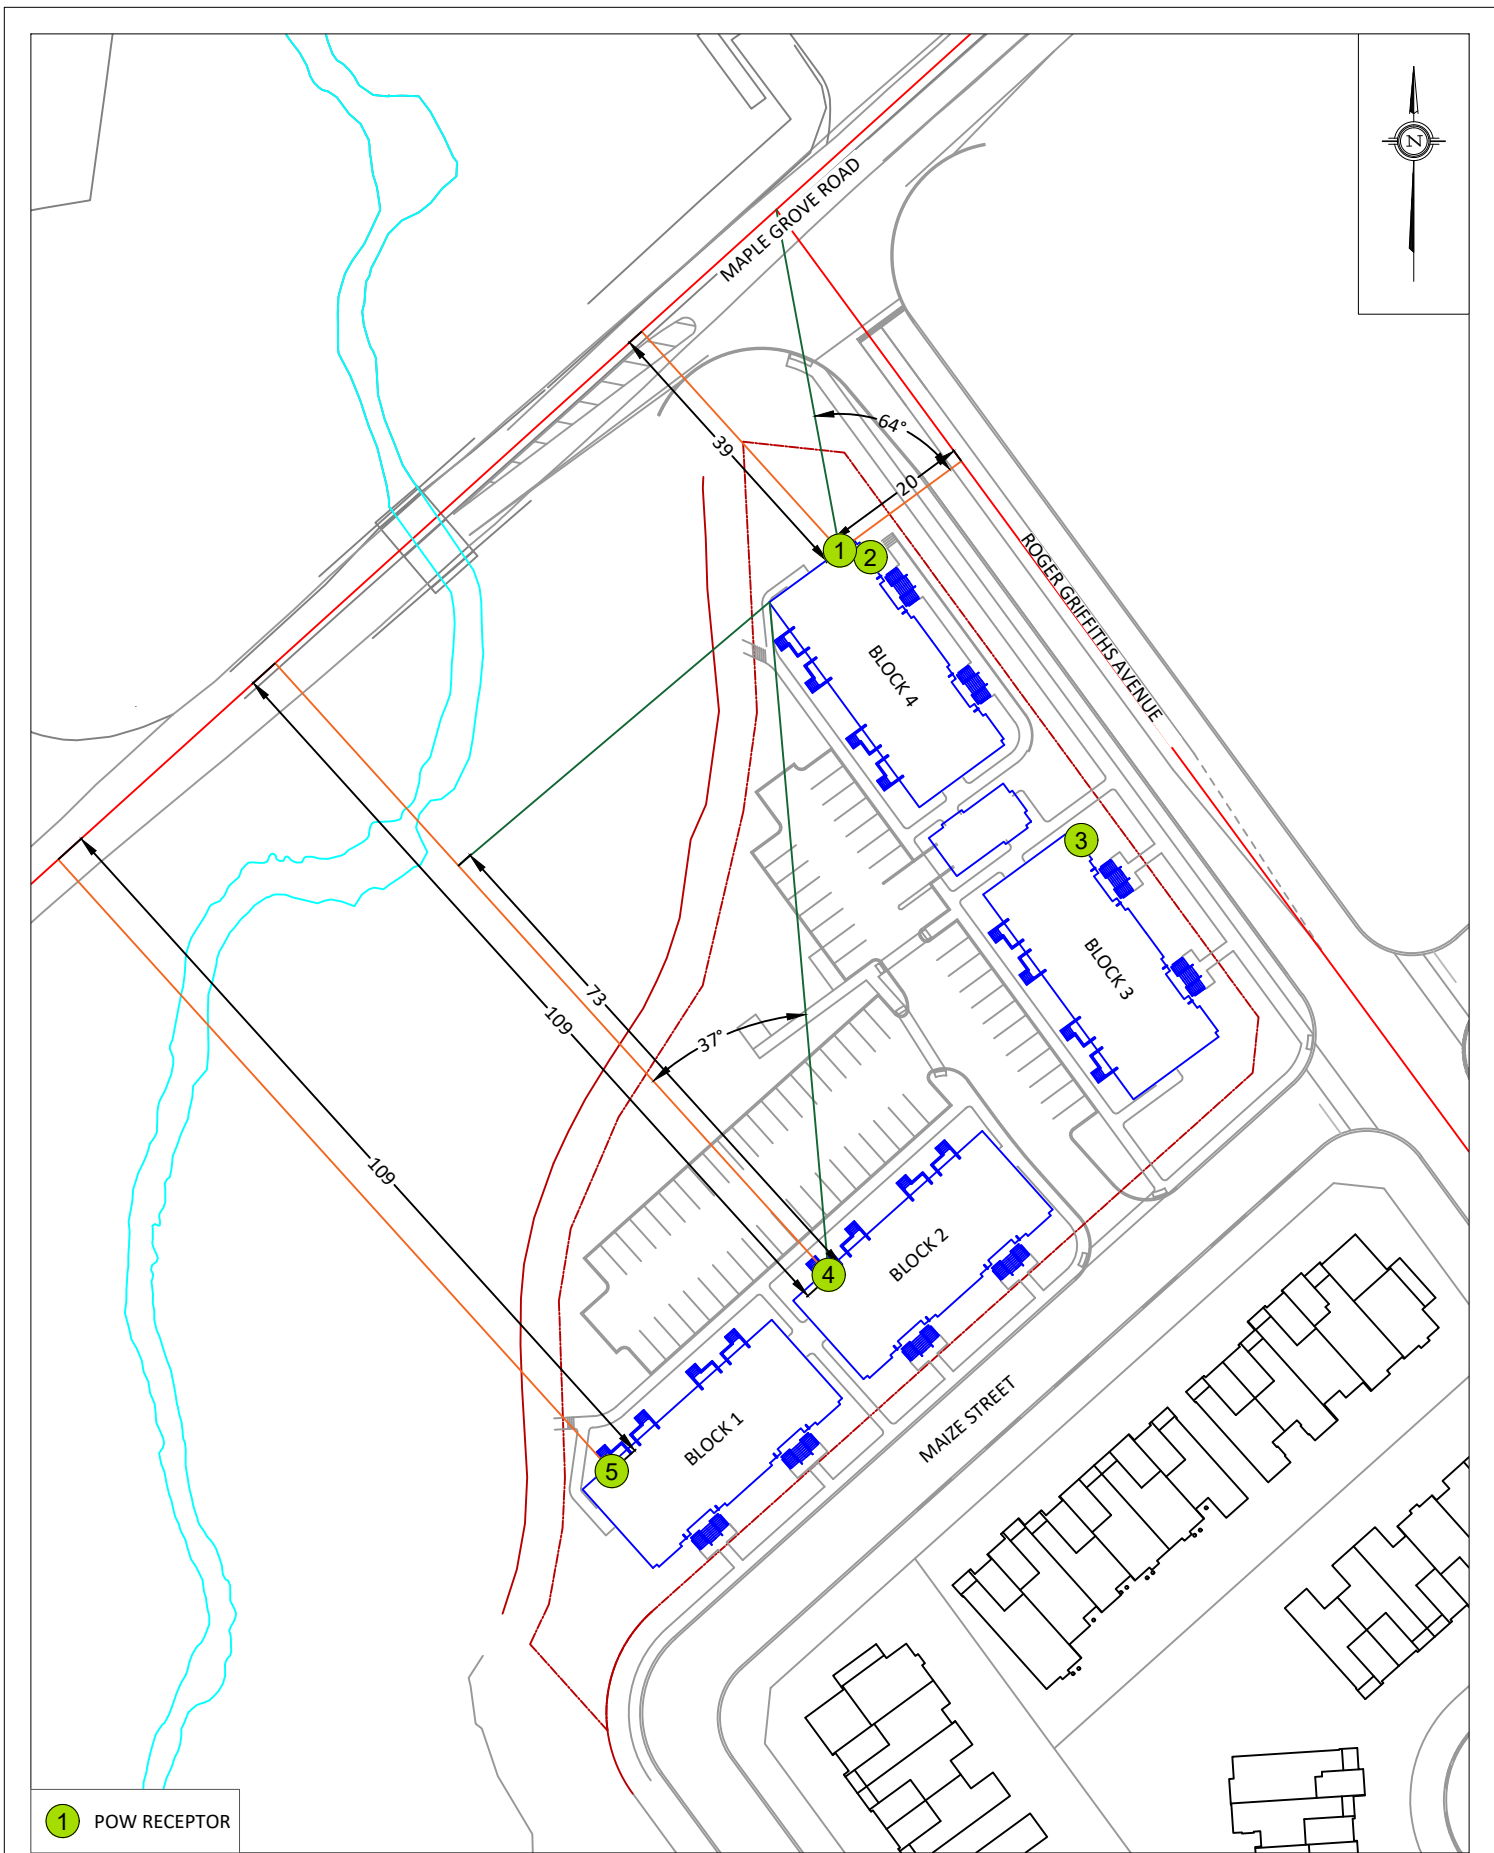 N
MAPLE GROVE ROAD
64°
39
20
1
2
ROGER GRIFFITHS AVENUE
BLOCK 4
3
BLOCK 3
73
109
37°
109
4
BLOCK 2
BLOCK 1
MAIZE STREET
5
1 POW RECEPTOR